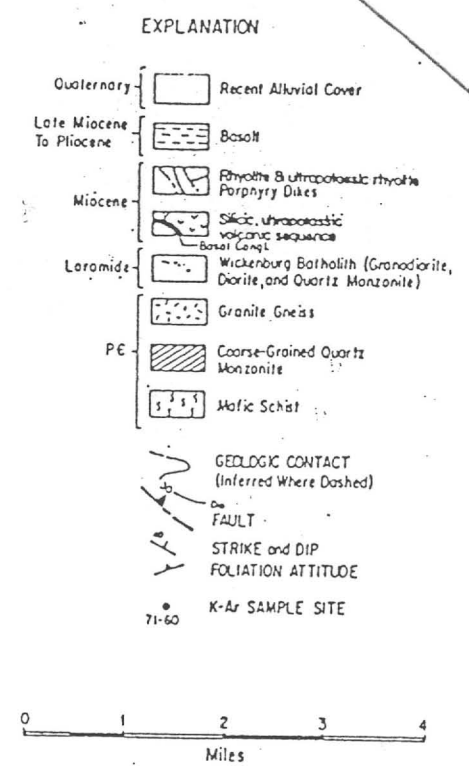 EXPLANATION
Quaternary
Recent Alluvial Cover
Late Miocene
To Pliocene
Basalt
Miocene
Rhyolite & ultrapotassic rhyolite
Porphyry Dikes
Silicic, ultrapotassic
volcanic sequence
Basal Congl.
Laramide
Wickenburg Batholith (Granodiorite,
Diorite, and Quartz Monzonite)
PЄ
Granite Gneiss
Coarse-Grained Quartz
Monzonite
Mafic Schist
GEOLOGIC CONTACT
(Inferred Where Dashed)
FAULT
STRIKE and DIP
FOLIATION ATTITUDE
71-60
K-Ar SAMPLE SITE
0 1 2 3 4
Miles